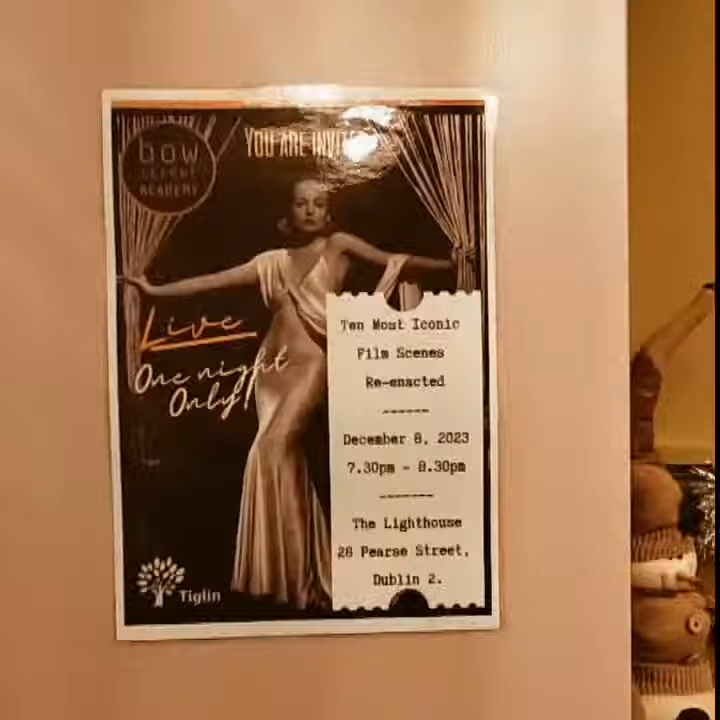 YOU ARE
bow
STREET
ACADEMY
Live
One night
Only!
Ten Most Iconic
Film Scenes
Re-enacted
------
December 8, 2023
7.30pm - 8.30pm
-------
The Lighthouse
28 Pearse Street,
Dublin 2.
Tiglin